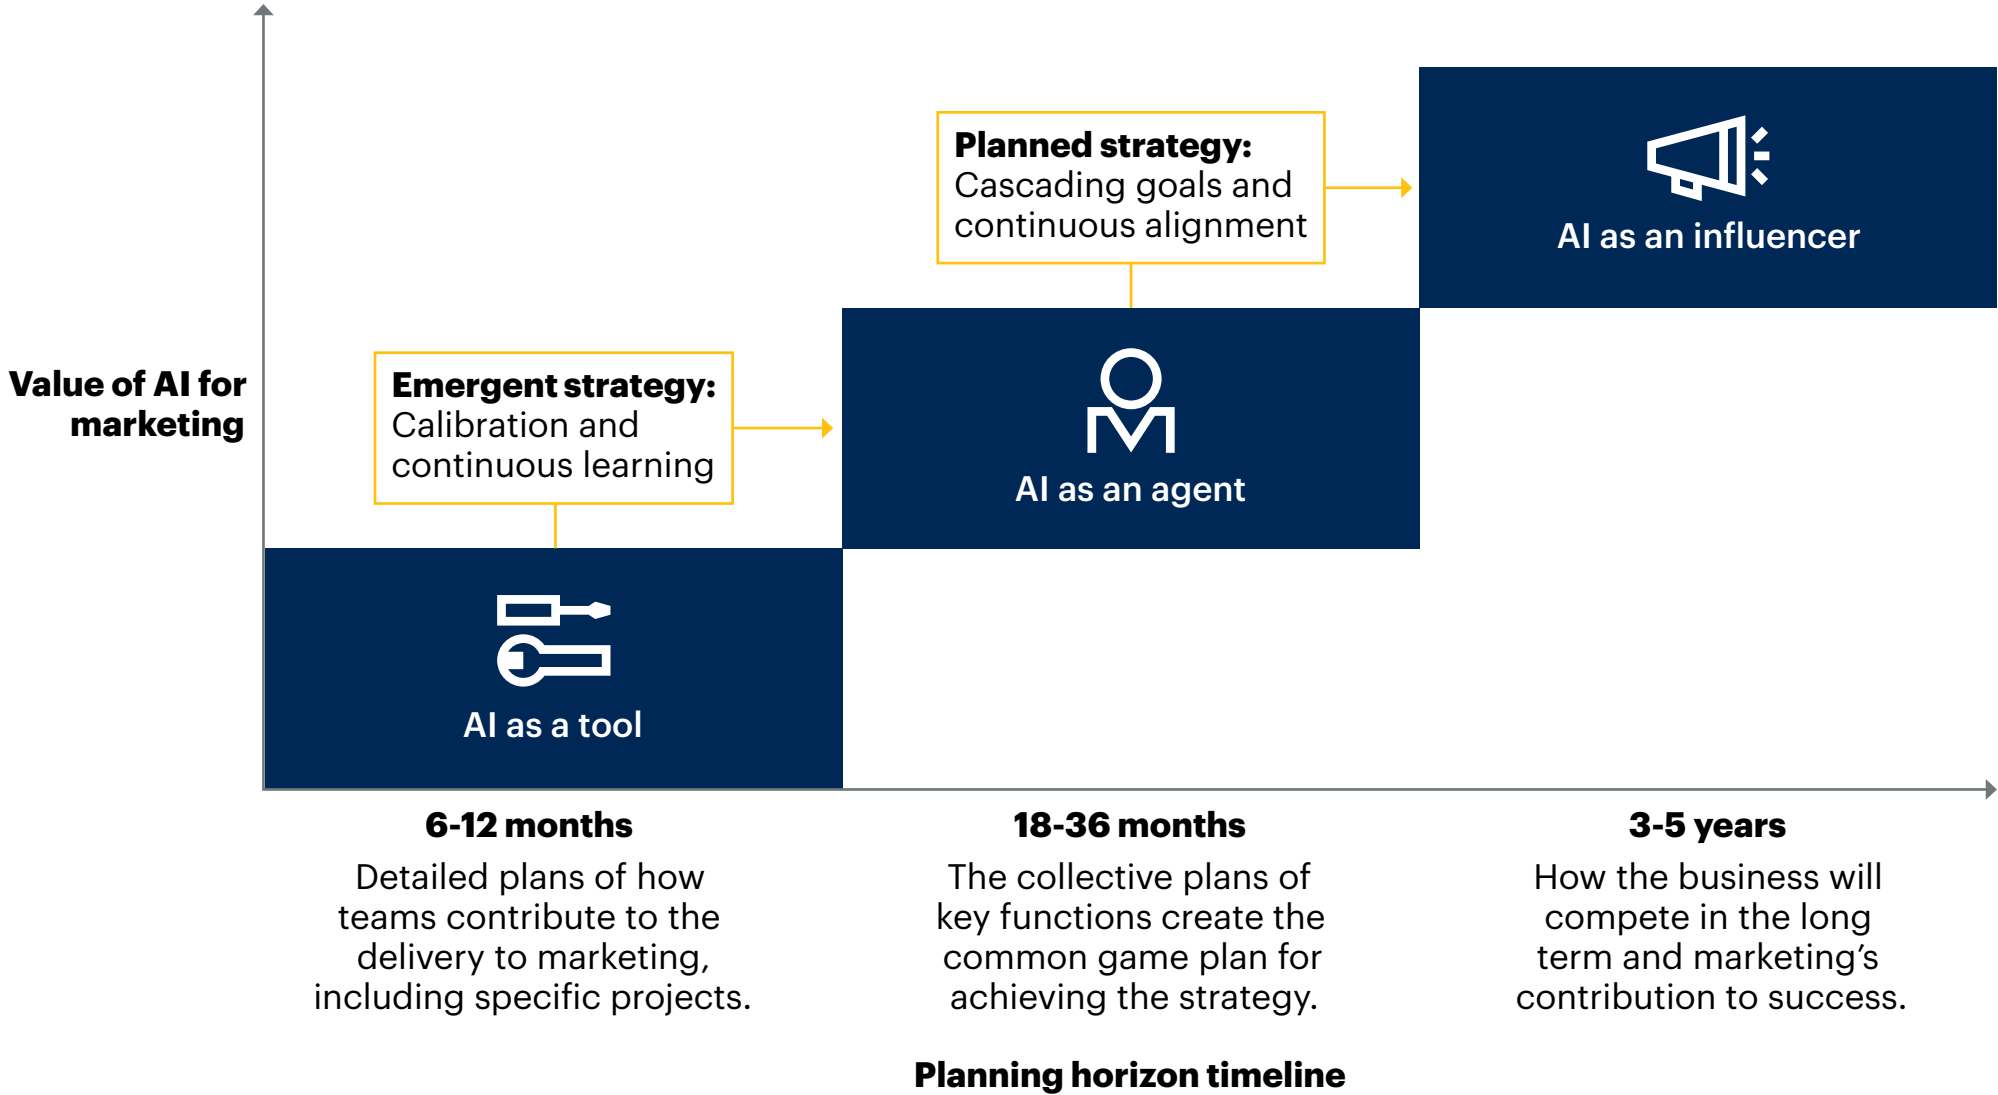 Value of AI for
marketing
Planned strategy:
Cascading goals and
continuous alignment
AI as an influencer
Emergent strategy:
Calibration and
continuous learning
AI as an agent
AI as a tool
6-12 months
Detailed plans of how
teams contribute to the
delivery to marketing,
including specific projects.
18-36 months
The collective plans of
key functions create the
common game plan for
achieving the strategy.
3-5 years
How the business will
compete in the long
term and marketing’s
contribution to success.
Planning horizon timeline